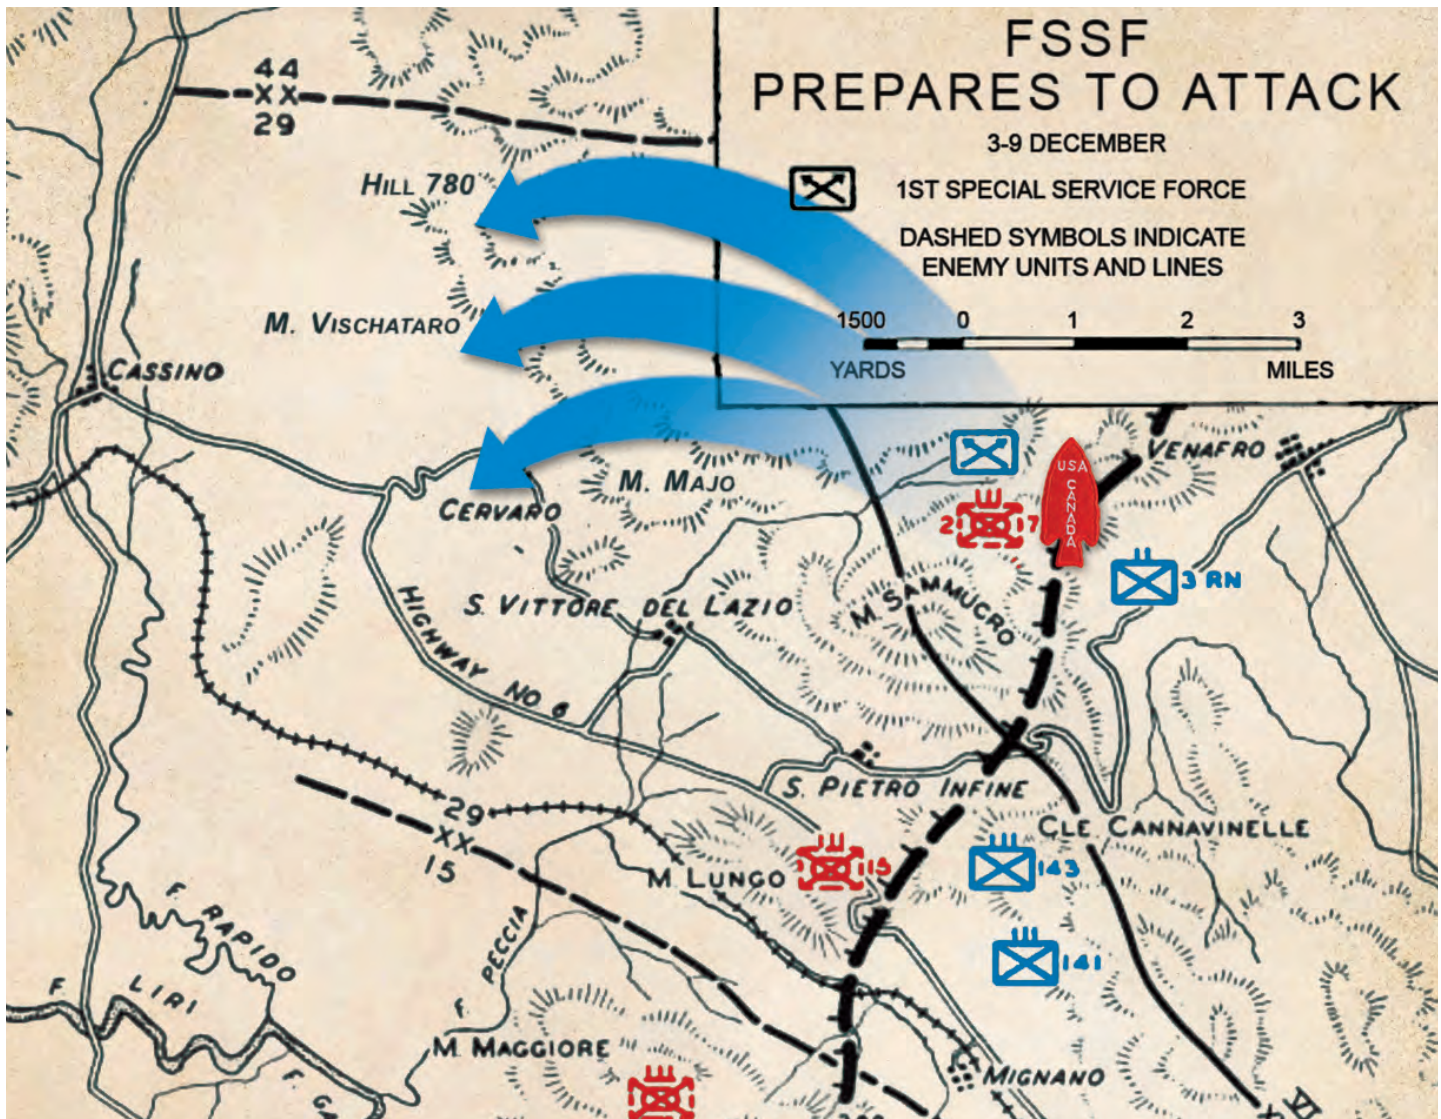 FSSF
PREPARES TO ATTACK
3-9 DECEMBER
1ST SPECIAL SERVICE FORCE
DASHED SYMBOLS INDICATE
ENEMY UNITS AND LINES
1500 0 1 2 3
YARDS MILES
44
XX
29
HILL 780
M. VISCHATARO
CASSINO
M. MAJO
CERVARO
VENAFRO
USA
CANADA
2 17
3 RN
S. VITTORE DEL LAZIO
M. SAMMUCRO
HIGHWAY NO 6
S. PIETRO INFINE
CLE. CANNAVINELLE
29
XX
15
M. LUNGO
15
143
141
F. RAPIDO
F. LIRI
F. PECCIA
M. MAGGIORE
MIGNANO
F.